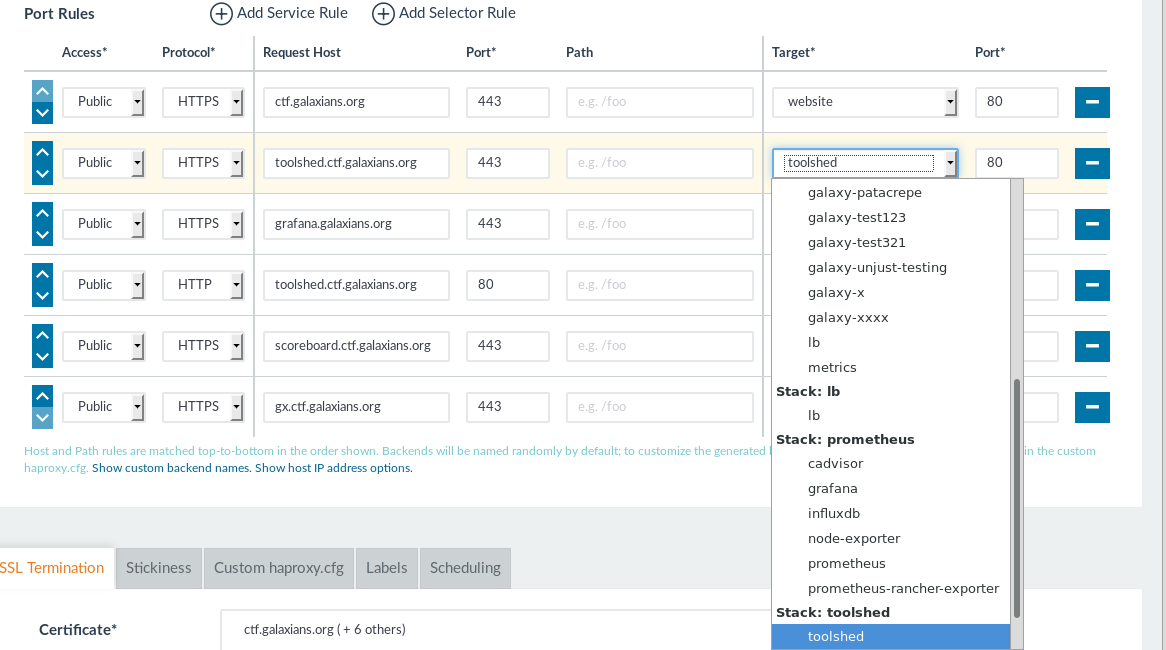 Port Rules Add Service Rule Add Selector Rule
Access* Protocol* Request Host Port* Path Target* Port*
Public HTTPS ctf.galaxians.org 443 e.g. /foo website 80
Public HTTPS toolshed.ctf.galaxians.org 443 e.g. /foo toolshed 80
Public HTTPS grafana.galaxians.org 443 e.g. /foo
Public HTTP toolshed.ctf.galaxians.org 80 e.g. /foo
Public HTTPS scoreboard.ctf.galaxians.org 443 e.g. /foo
Public HTTPS gx.ctf.galaxians.org 443 e.g. /foo
galaxy-patacrepe
galaxy-test123
galaxy-test321
galaxy-unjust-testing
galaxy-x
galaxy-xxxx
lb
metrics
Stack: lb
lb
Stack: prometheus
cadvisor
grafana
influxdb
node-exporter
prometheus
prometheus-rancher-exporter
Stack: toolshed
toolshed
Host and Path rules are matched top-to-bottom in the order shown. Backends will be named randomly by default; to customize the generated in the custom
haproxy.cfg. Show custom backend names. Show host IP address options.
SSL Termination Stickiness Custom haproxy.cfg Labels Scheduling
Certificate* ctf.galaxians.org ( + 6 others)